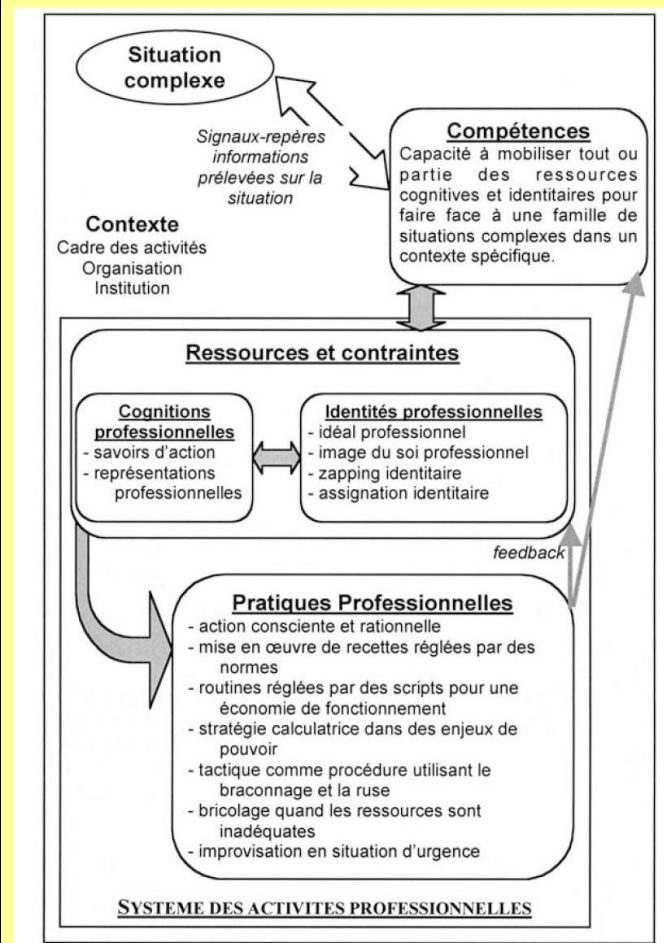 Situation
complexe
Signaux-repères
informations
prélevées sur la
situation
Compétences
Capacité à mobiliser tout ou
partie des ressources
cognitives et identitaires pour
faire face à une famille de
situations complexes dans un
contexte spécifique.
Contexte
Cadre des activités
Organisation
Institution
Ressources et contraintes
Cognitions
professionnelles
- savoirs d'action
- représentations
professionnelles
Identités professionnelles
- idéal professionnel
- image du soi professionnel
- zapping identitaire
- assignation identitaire
feedback
Pratiques Professionnelles
- action consciente et rationnelle
- mise en œuvre de recettes réglées par des
normes
- routines réglées par des scripts pour une
économie de fonctionnement
- stratégie calculatrice dans des enjeux de
pouvoir
- tactique comme procédure utilisant le
braconnage et la ruse
- bricolage quand les ressources sont
inadéquates
- improvisation en situation d'urgence
SYSTEME DES ACTIVITES PROFESSIONNELLES